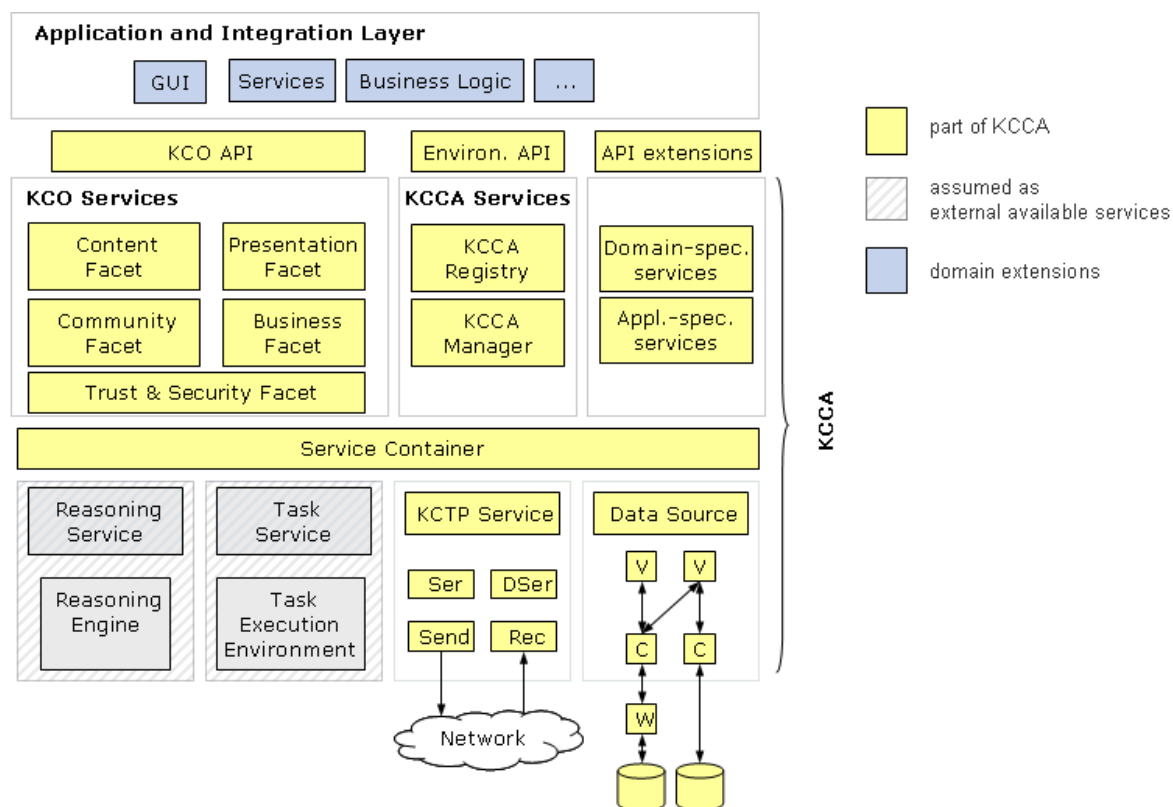 Application and Integration Layer
GUI
Services
Business Logic
...
KCO API
Environ. API
API extensions
part of KCCA
assumed as
external available services
domain extensions
KCO Services
Content
Facet
Presentation
Facet
Community
Facet
Business
Facet
Trust & Security Facet
KCCA Services
KCCA
Registry
KCCA
Manager
Domain-spec.
services
Appl.-spec.
services
KCCA
Service Container
Reasoning
Service
Reasoning
Engine
Task
Service
Task
Execution
Environment
KCTP Service
Ser
DSer
Send
Rec
Network
Data Source
V
V
C
C
W